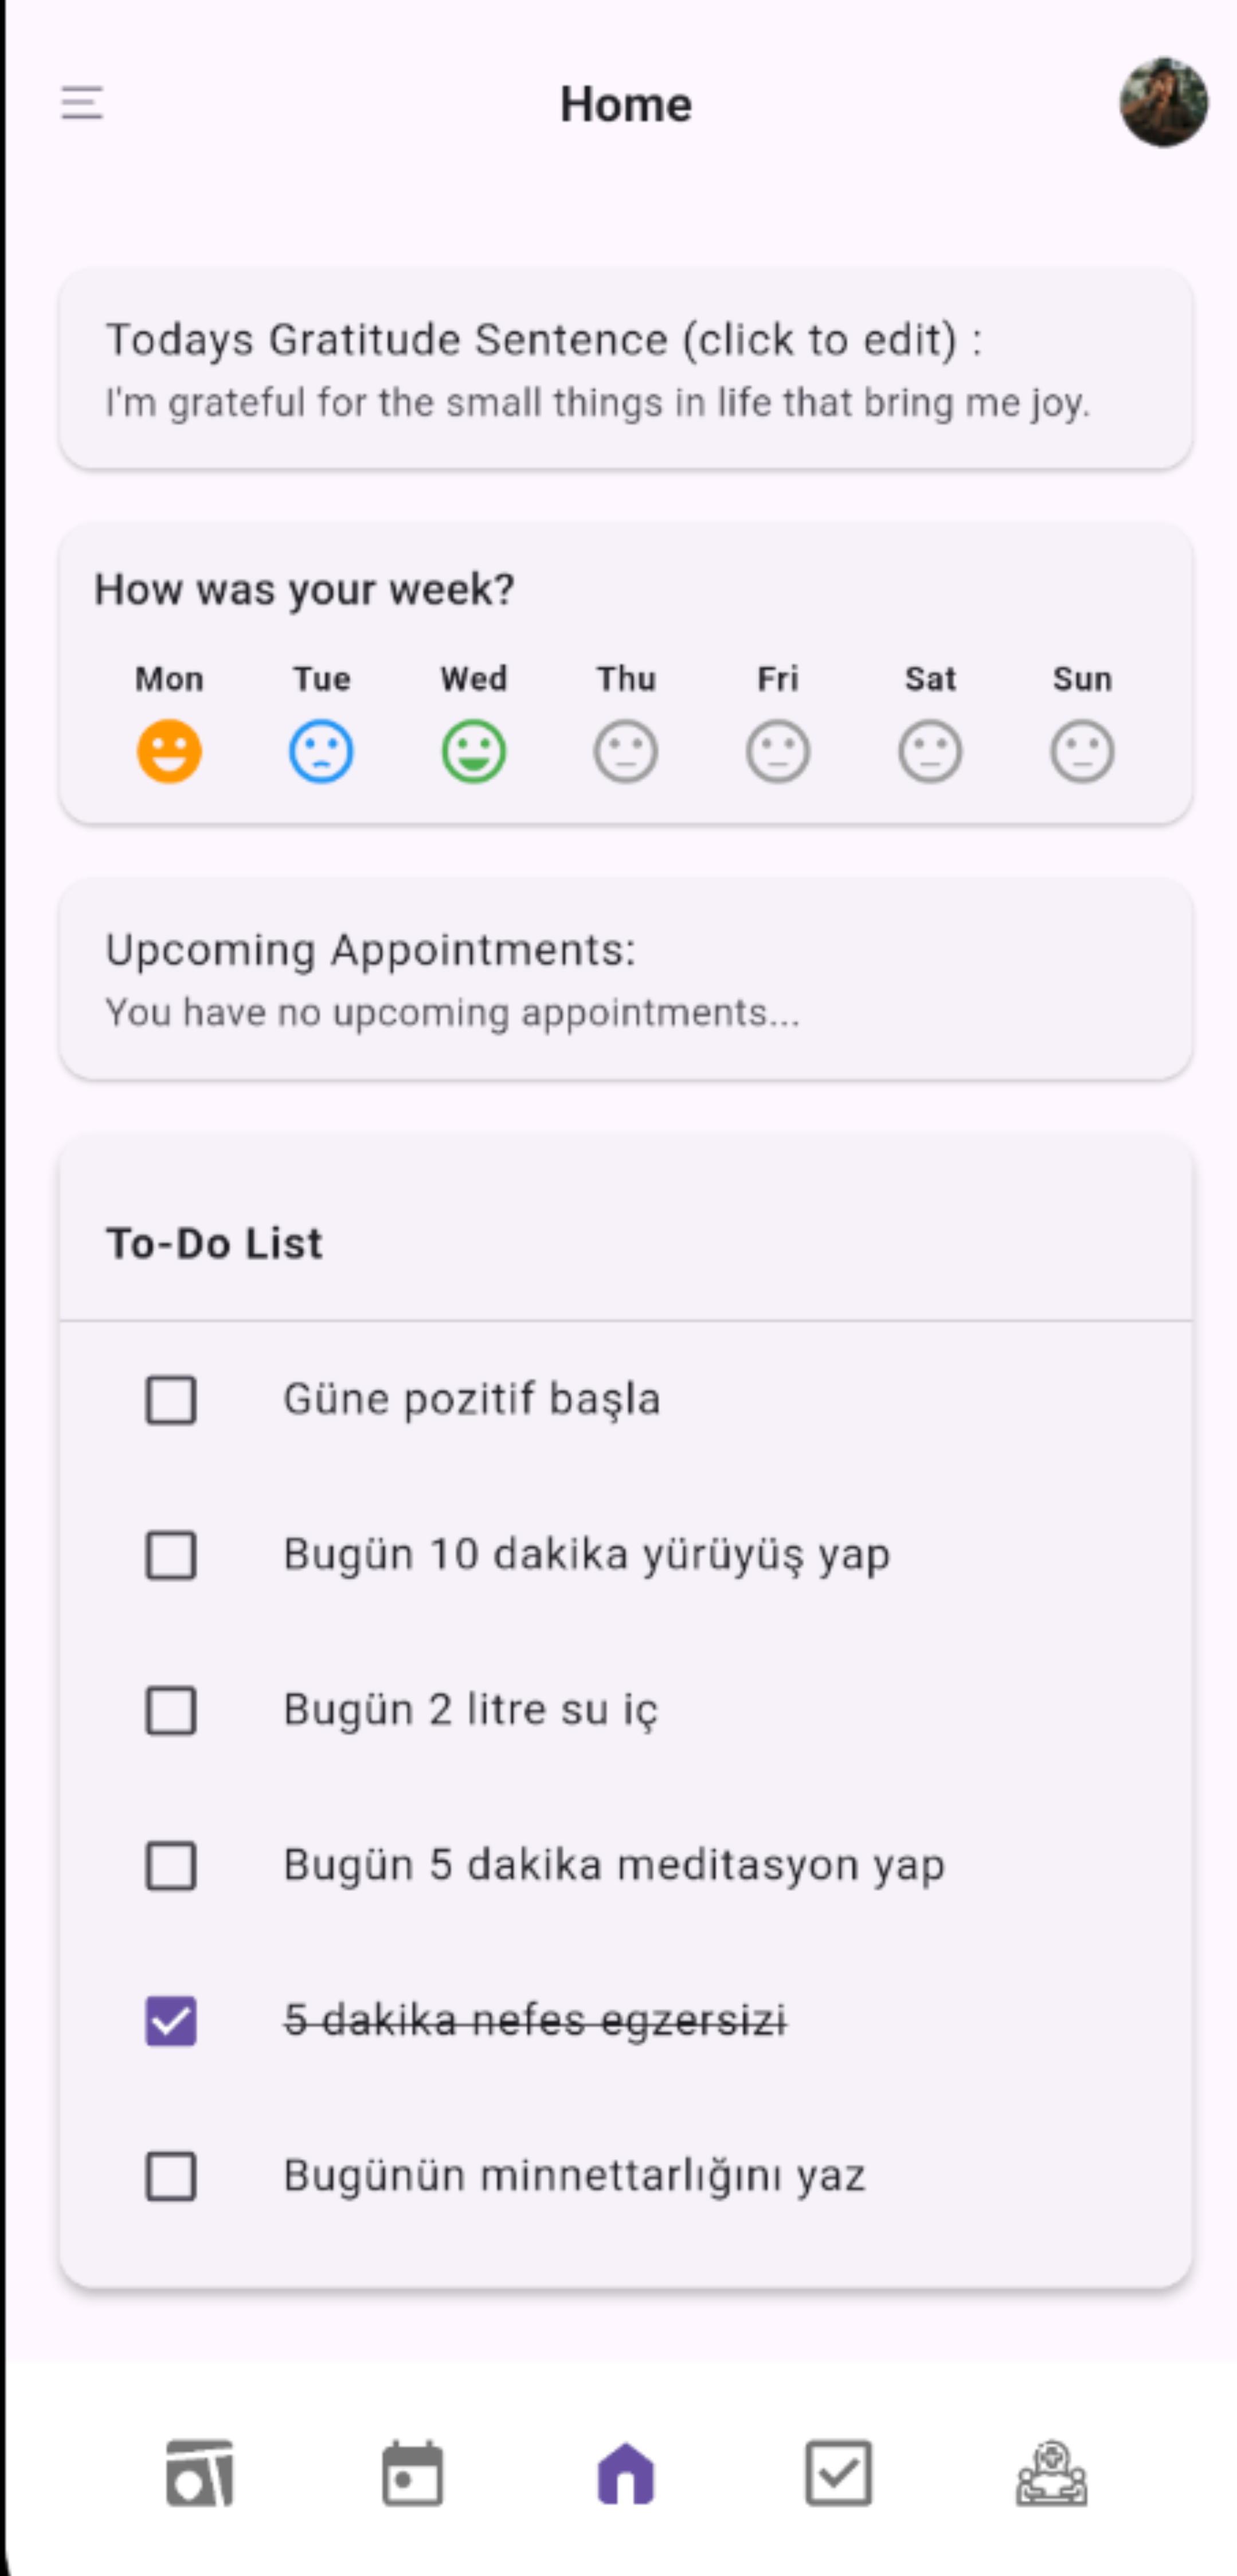 Home
Todays Gratitude Sentence (click to edit) :
I'm grateful for the small things in life that bring me joy.
How was your week?
Mon Tue Wed Thu Fri Sat Sun
Upcoming Appointments:
You have no upcoming appointments...
To-Do List
Güne pozitif başla
Bugün 10 dakika yürüyüş yap
Bugün 2 litre su iç
Bugün 5 dakika meditasyon yap
5 dakika nefes egzersizi
Bugünün minnettarlığını yaz